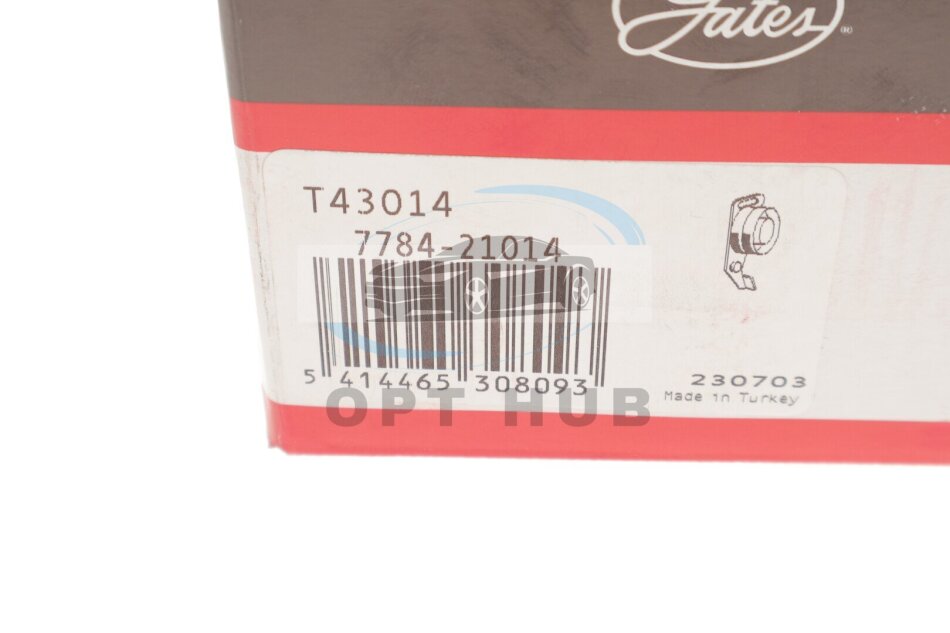 Gates®
T43014
7784-21014
5 414465 308093
230703
Made in Turkey
OPT HUB